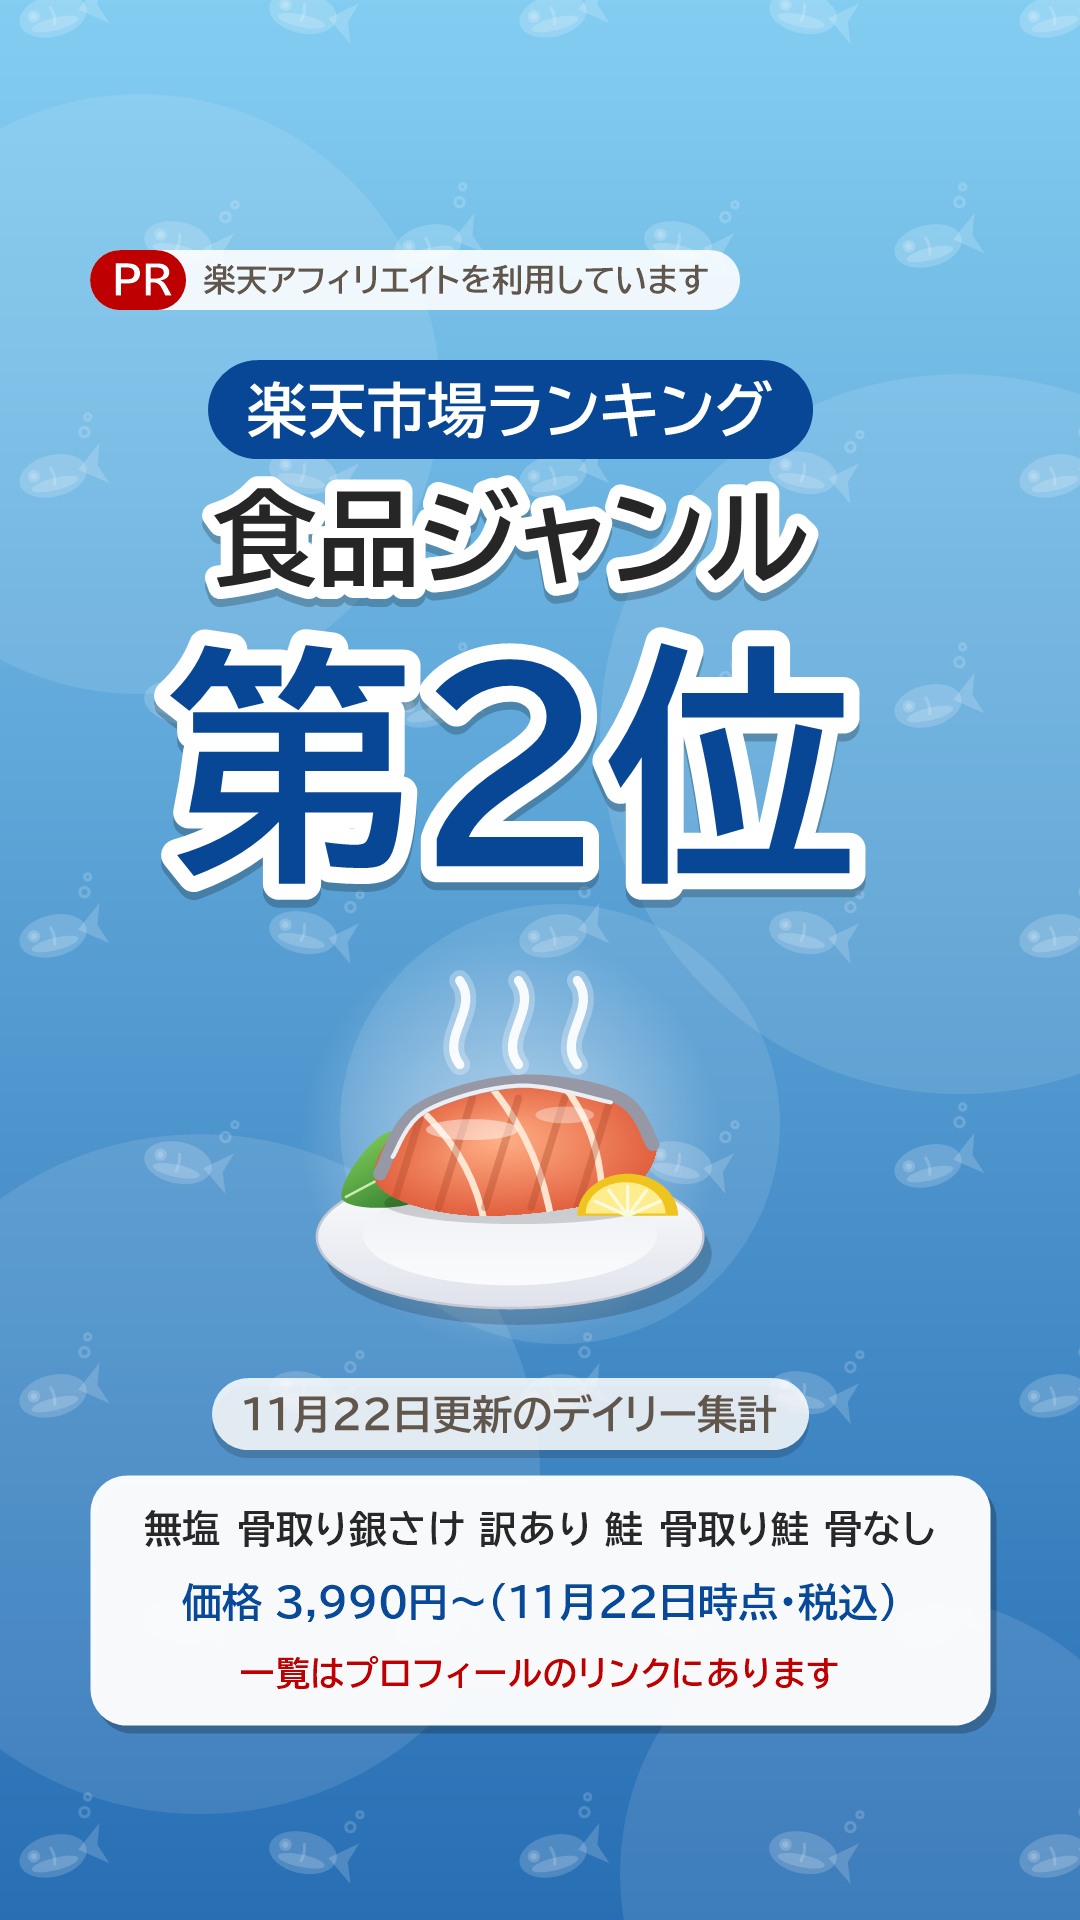 PR 楽天アフィリエイトを利用しています
楽天市場ランキング
食品ジャンル
第2位
11月22日更新のデイリー集計
無塩 骨取り銀さけ 訳あり 鮭 骨取り鮭 骨なし
価格 3,990円〜(11月22日時点・税込)
一覧はプロフィールのリンクにあります